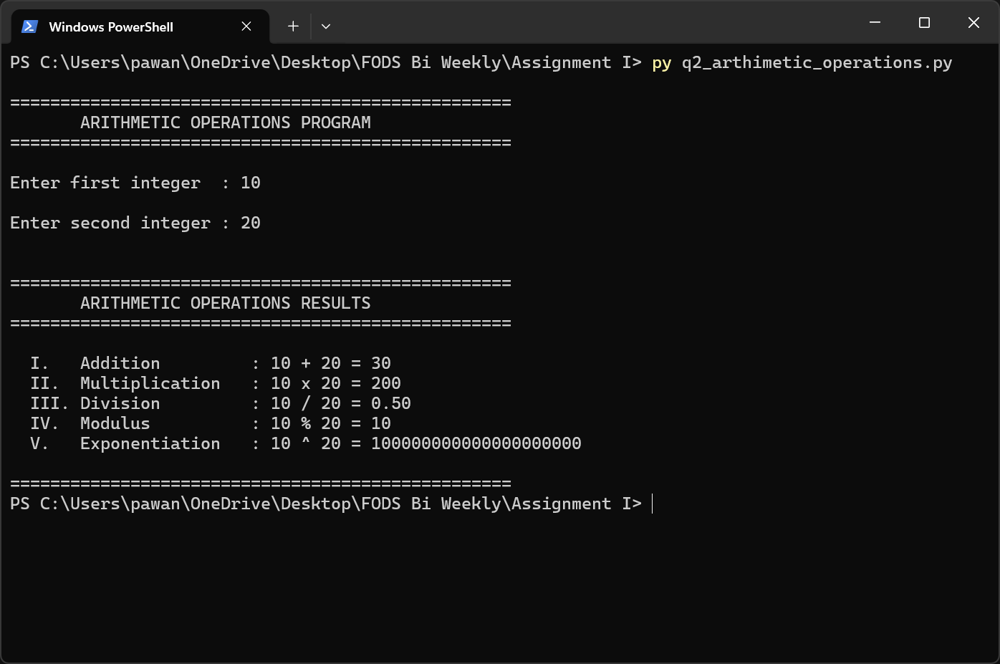 Windows PowerShell
PS C:\Users\pawan\OneDrive\Desktop\FODS Bi Weekly\Assignment I> py q2_arthimetic_operations.py
==================================================
ARITHMETIC OPERATIONS PROGRAM
==================================================
Enter first integer  : 10
Enter second integer : 20
==================================================
ARITHMETIC OPERATIONS RESULTS
==================================================
I.   Addition         : 10 + 20 = 30
II.  Multiplication   : 10 x 20 = 200
III. Division         : 10 / 20 = 0.50
IV.  Modulus          : 10 % 20 = 10
V.   Exponentiation   : 10 ^ 20 = 100000000000000000000
==================================================
PS C:\Users\pawan\OneDrive\Desktop\FODS Bi Weekly\Assignment I>